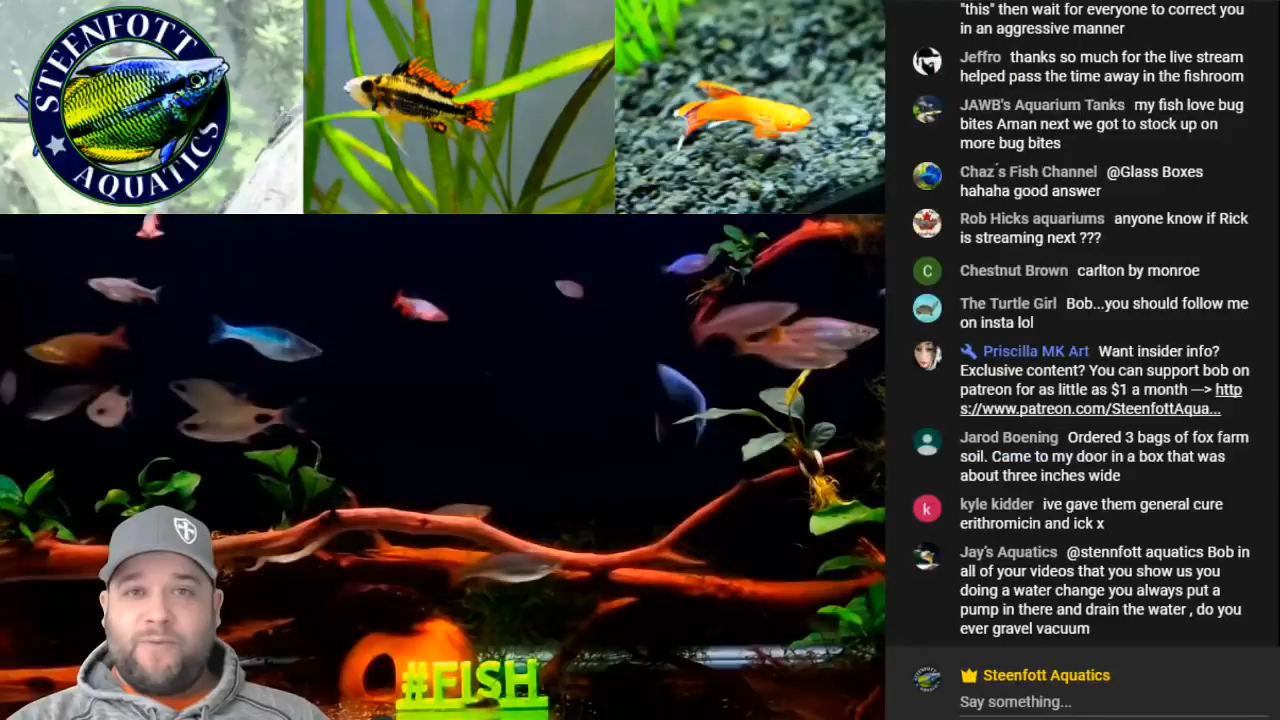 STEENFOTT
AQUATICS
#FISH
"this" then wait for everyone to correct you
in an aggressive manner
Jeffro thanks so much for the live stream
helped pass the time away in the fishroom
JAWB's Aquarium Tanks my fish love bug
bites Aman next we got to stock up on
more bug bites
Chaz´s Fish Channel @Glass Boxes
hahaha good answer
Rob Hicks aquariums anyone know if Rick
is streaming next ???
C
Chestnut Brown carlton by monroe
The Turtle Girl Bob...you should follow me
on insta lol
Priscilla MK Art Want insider info?
Exclusive content? You can support bob on
patreon for as little as $1 a month —> http
s://www.patreon.com/SteenfottAqua...
Jarod Boening Ordered 3 bags of fox farm
soil. Came to my door in a box that was
about three inches wide
k
kyle kidder ive gave them general cure
erithromicin and ick x
Jay's Aquatics @stennfott aquatics Bob in
all of your videos that you show us you
doing a water change you always put a
pump in there and drain the water , do you
ever gravel vacuum
Steenfott Aquatics
Say something...